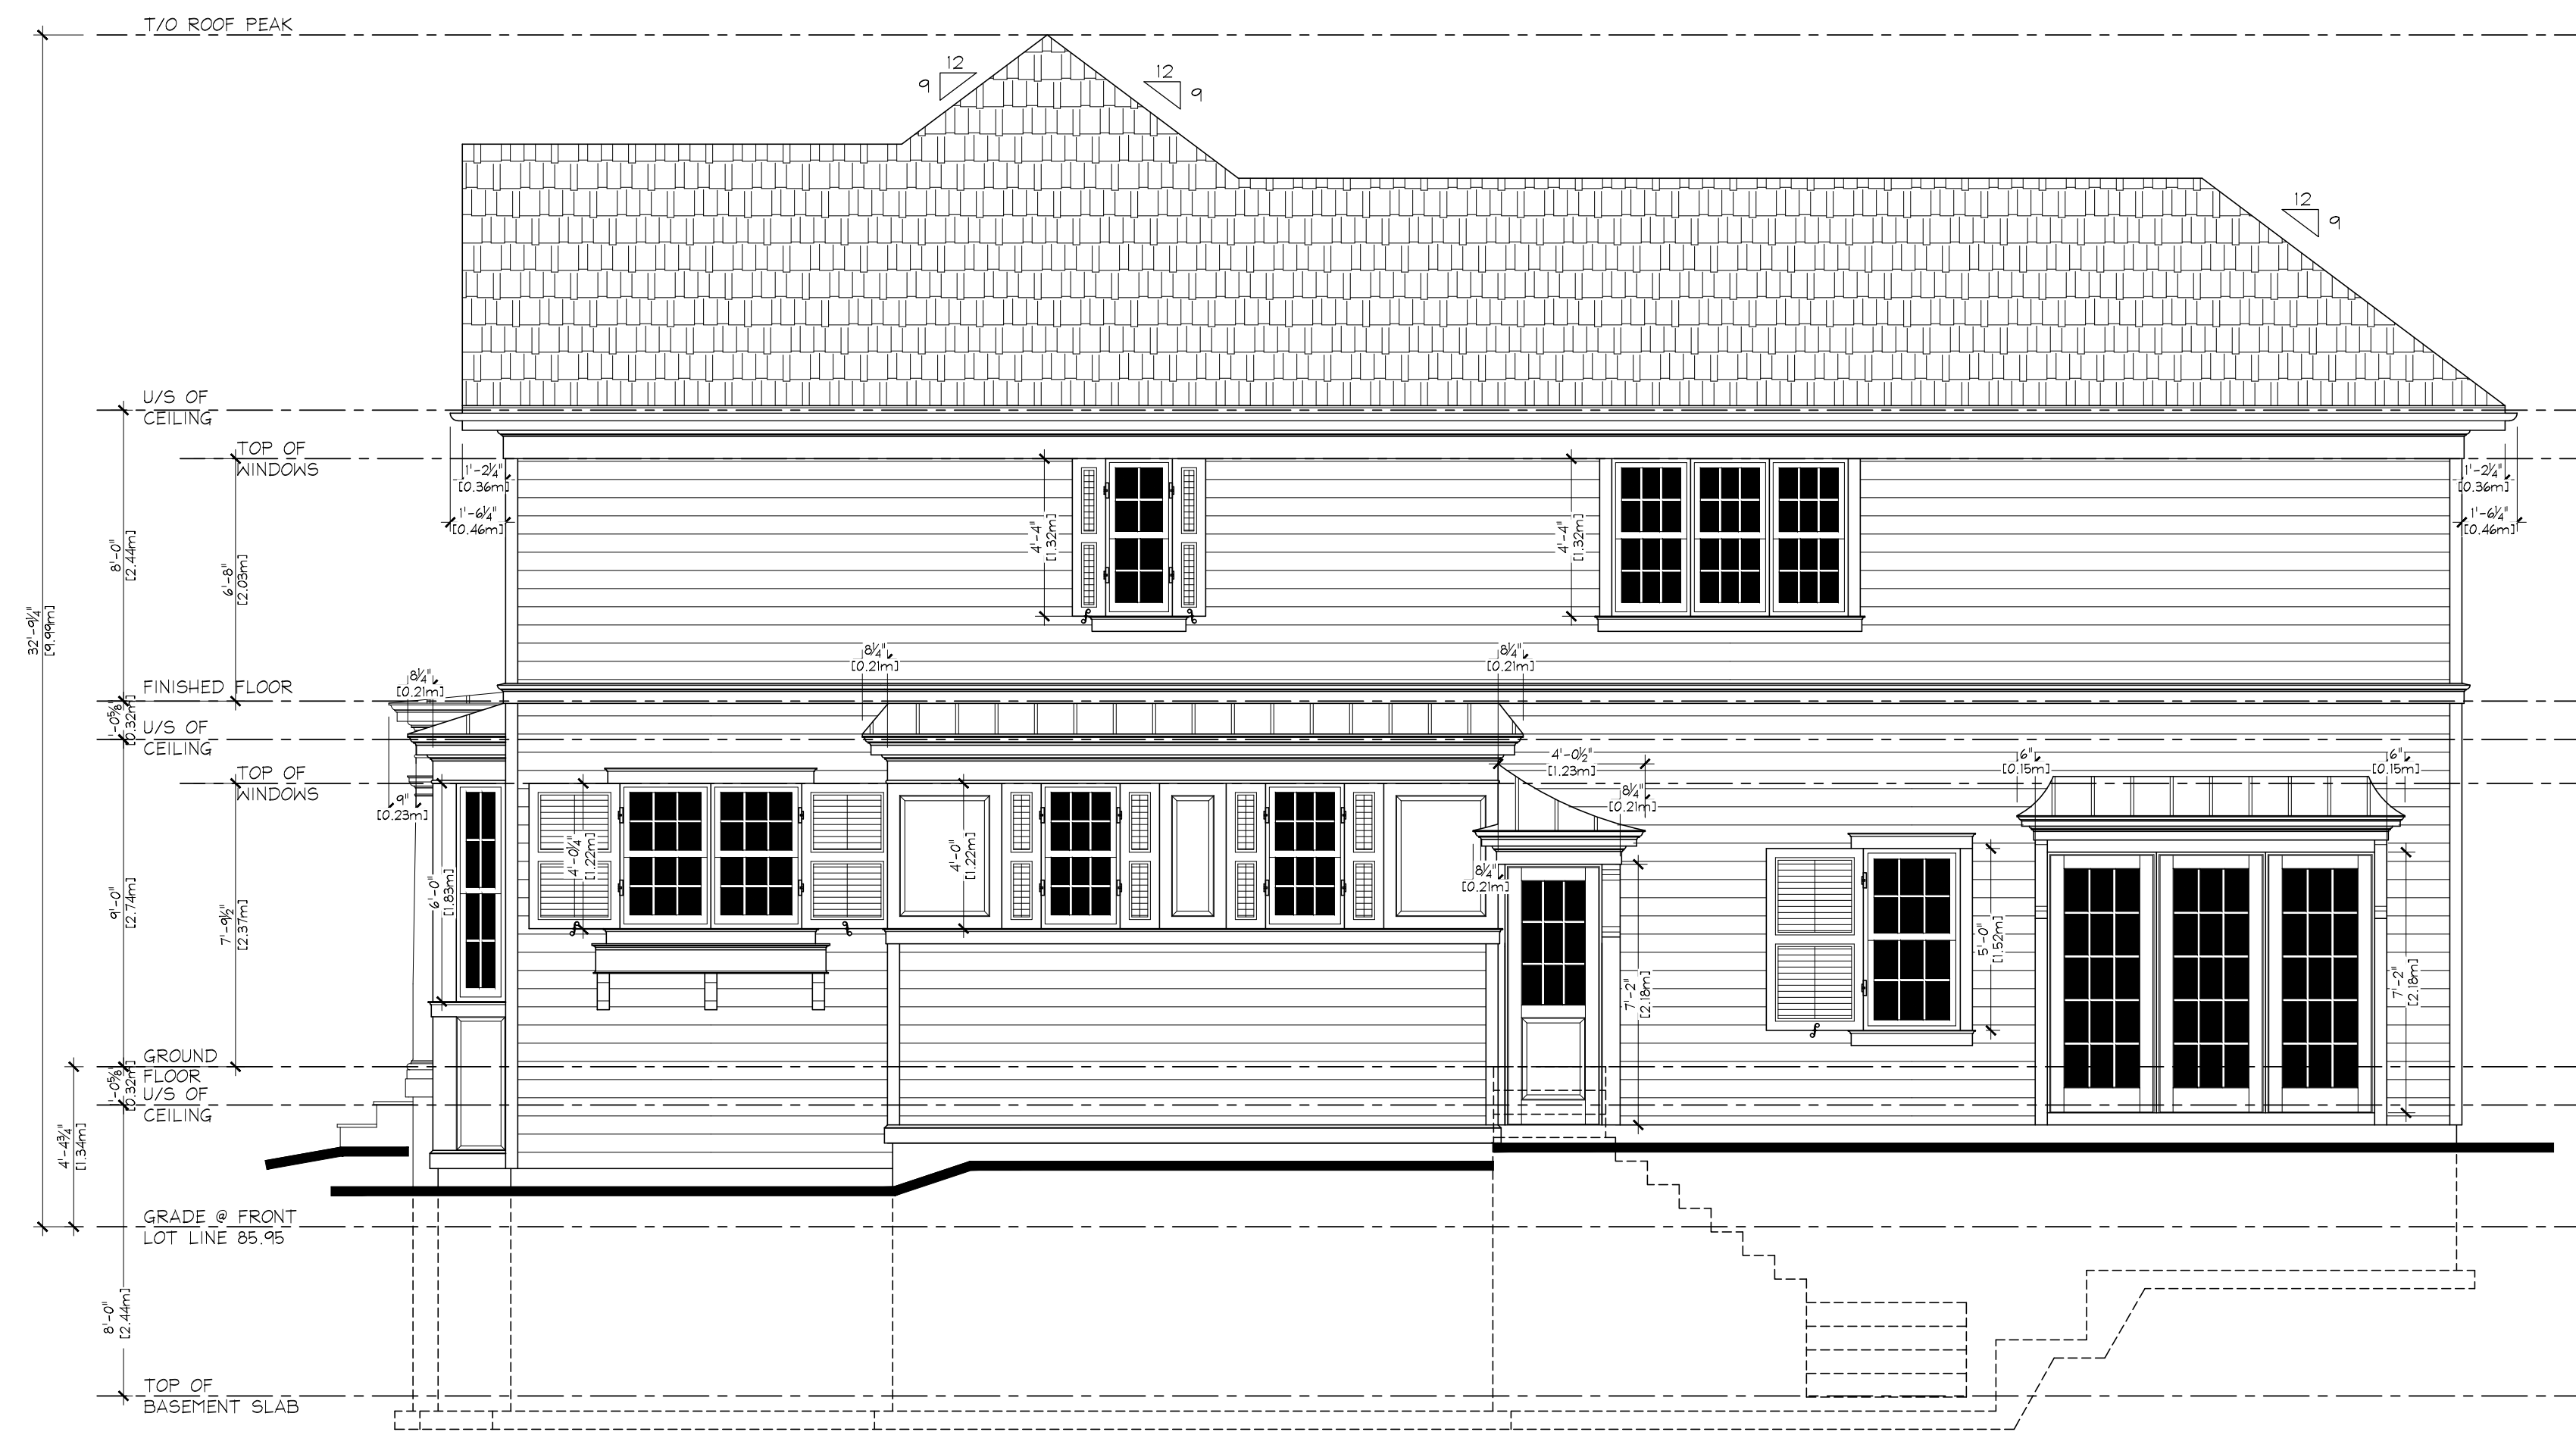 T/O ROOF PEAK
12
9
12
9
12
9
U/S OF
CEILING
TOP OF
WINDOWS
1'-2¼"
[0.36m]
1'-6¼"
[0.46m]
1'-2¼"
[0.36m]
1'-6¼"
[0.46m]
4'-4"
[1.32m]
4'-4"
[1.32m]
8'-0"
[2.44m]
6'-8"
[2.03m]
32'-9¼"
[9.99m]
8¼"
[0.21m]
8¼"
[0.21m]
8¼"
[0.21m]
FINISHED FLOOR
1'-0⅝"
[0.32m]
U/S OF
CEILING
TOP OF
WINDOWS
9"
[0.23m]
4'-0½"
[1.23m]
8¼"
[0.21m]
6"
[0.15m]
6"
[0.15m]
4'-0¼"
[1.22m]
4'-0"
[1.22m]
6'-0"
[1.83m]
8¼"
[0.21m]
9'-0"
[2.74m]
7'-9½"
[2.37m]
7'-2"
[2.18m]
5'-0"
[1.52m]
7'-2"
[2.18m]
GROUND
FLOOR
1'-0⅝"
[0.32m]
U/S OF
CEILING
4'-4¾"
[1.34m]
GRADE @ FRONT
LOT LINE 85.95
8'-0"
[2.44m]
TOP OF
BASEMENT SLAB